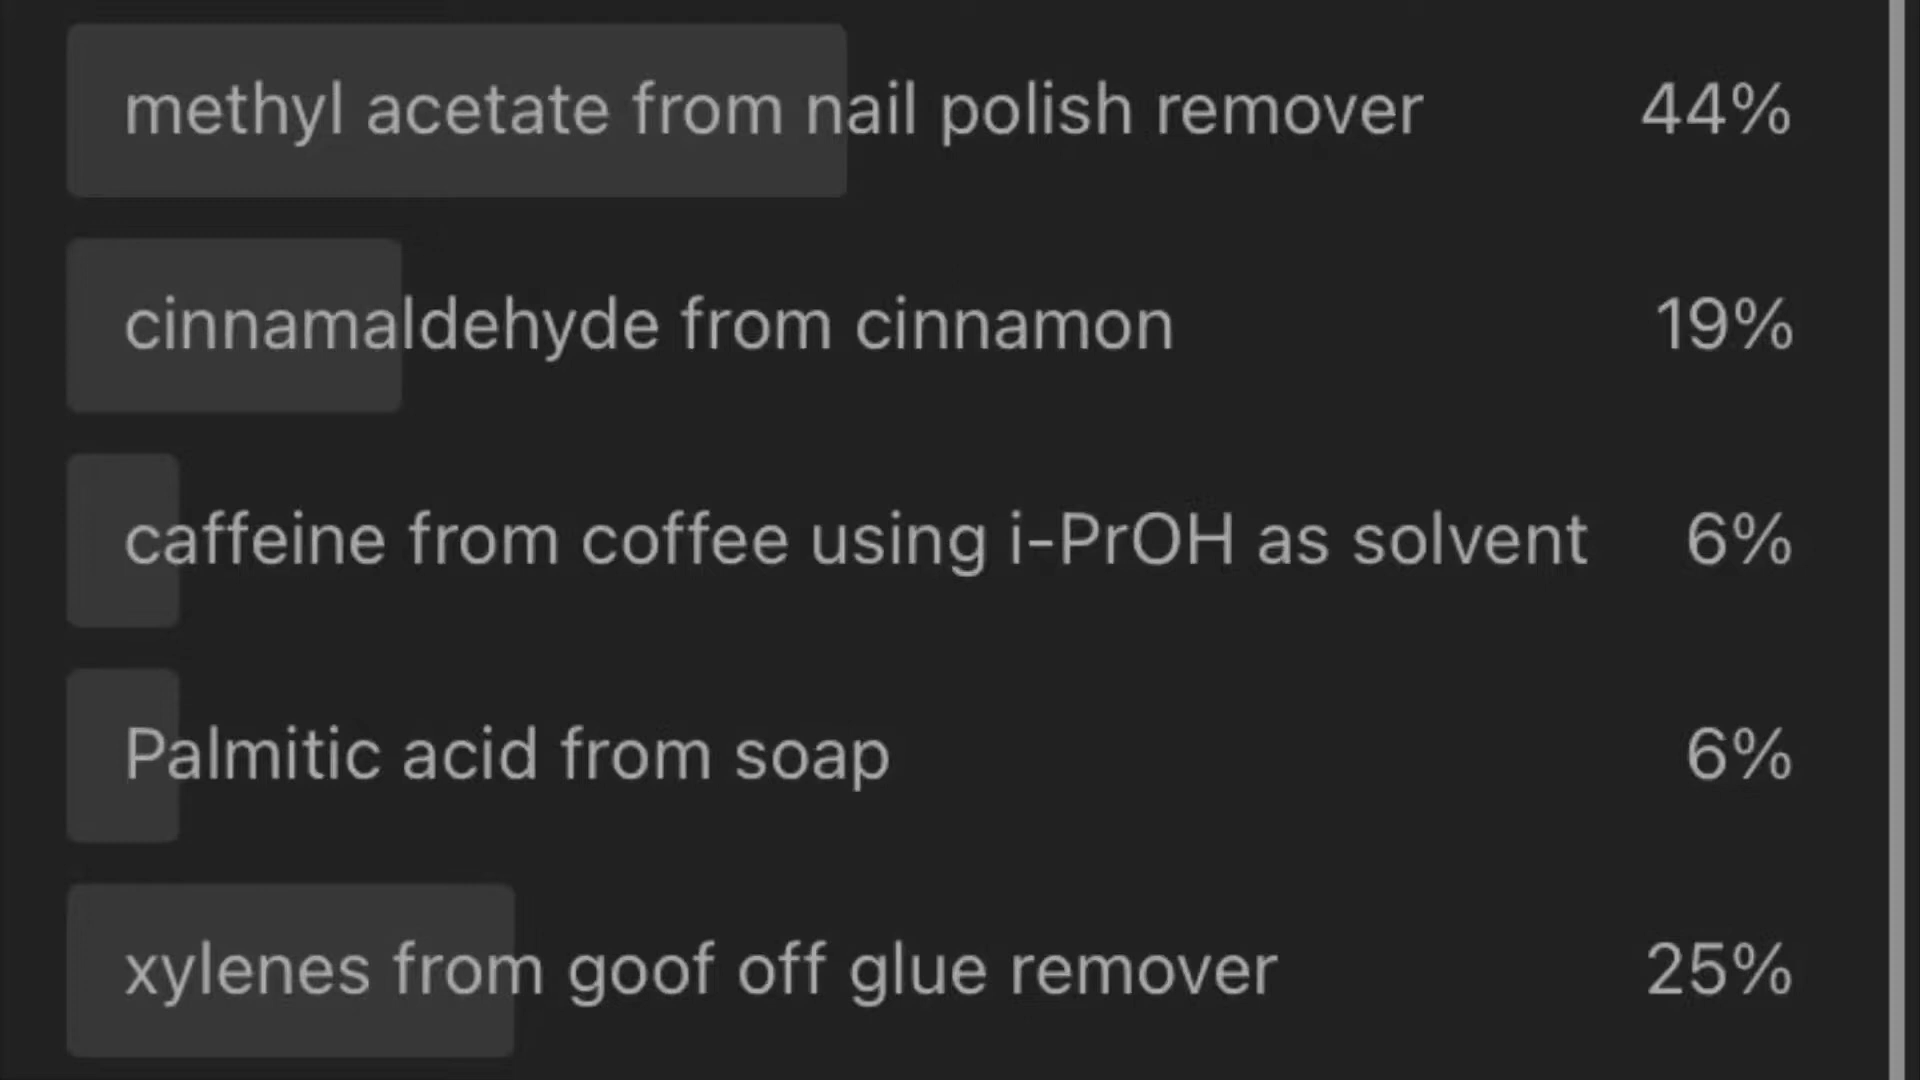 methyl acetate from nail polish remover 44%
cinnamaldehyde from cinnamon 19%
caffeine from coffee using i-PrOH as solvent 6%
Palmitic acid from soap 6%
xylenes from goof off glue remover 25%